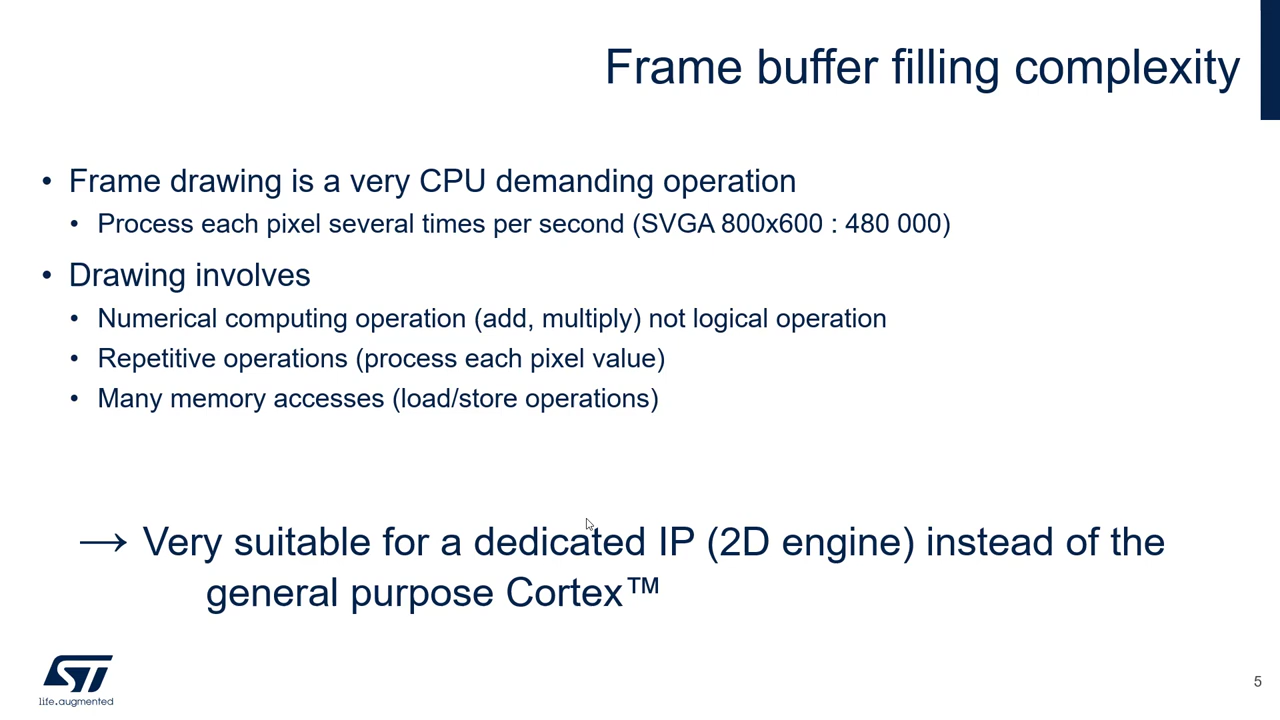 Frame buffer filling complexity
• Frame drawing is a very CPU demanding operation
• Process each pixel several times per second (SVGA 800x600 : 480 000)
• Drawing involves
• Numerical computing operation (add, multiply) not logical operation
• Repetitive operations (process each pixel value)
• Many memory accesses (load/store operations)
→ Very suitable for a dedicated IP (2D engine) instead of the
general purpose Cortex™
ST
life.augmented
5